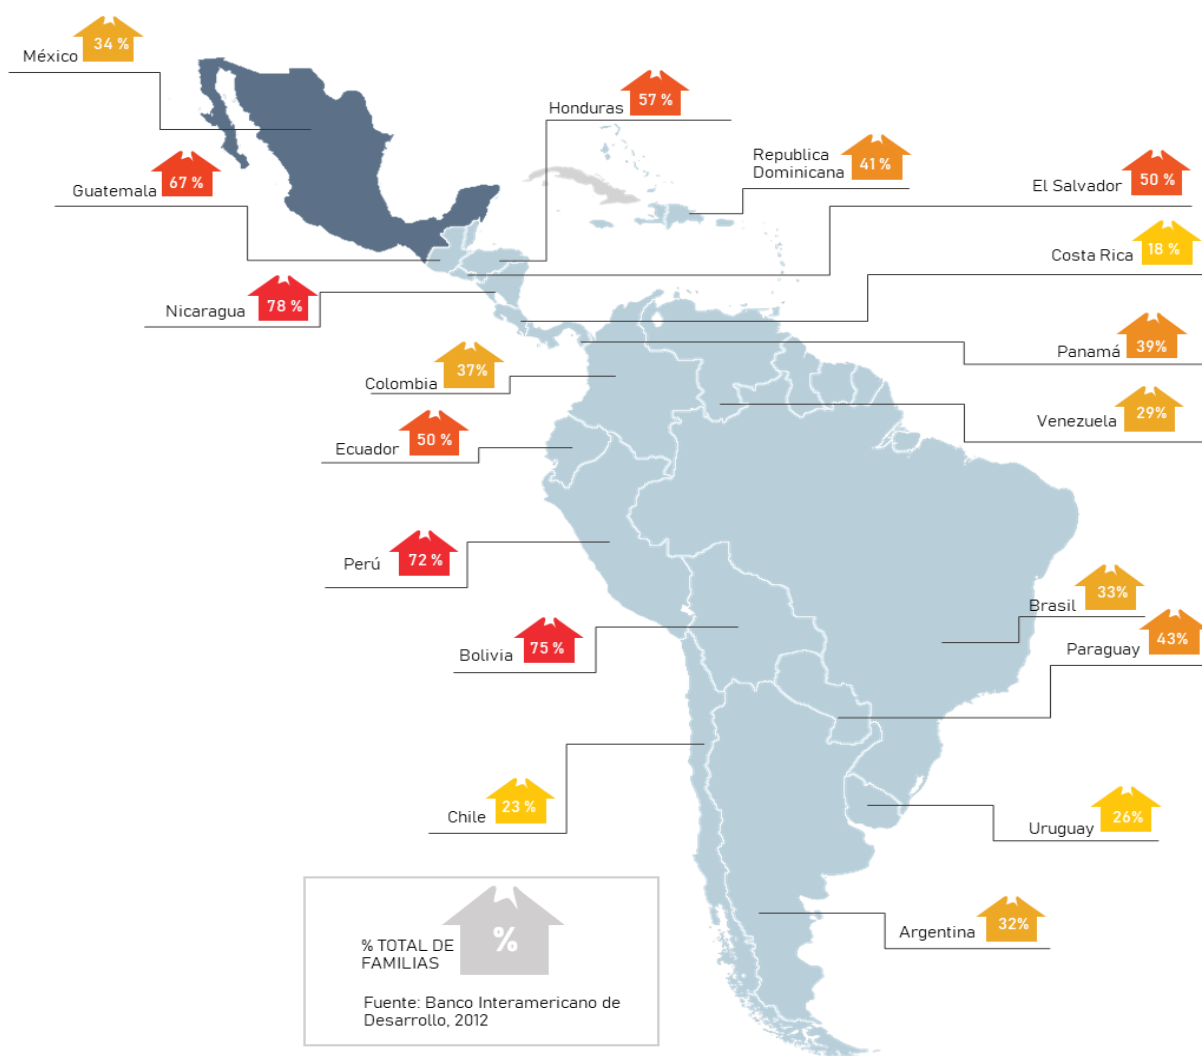 México
34 %
Honduras
57 %
Republica
Dominicana
41 %
Guatemala
67 %
El Salvador
50 %
Costa Rica
18 %
Nicaragua
78 %
Panamá
39%
Colombia
37%
Venezuela
29%
Ecuador
50 %
Perú
72 %
Brasil
33%
Bolivia
75 %
Paraguay
43%
Chile
23 %
Uruguay
26%
Argentina
32%
% TOTAL DE
FAMILIAS
%
Fuente: Banco Interamericano de
Desarrollo, 2012